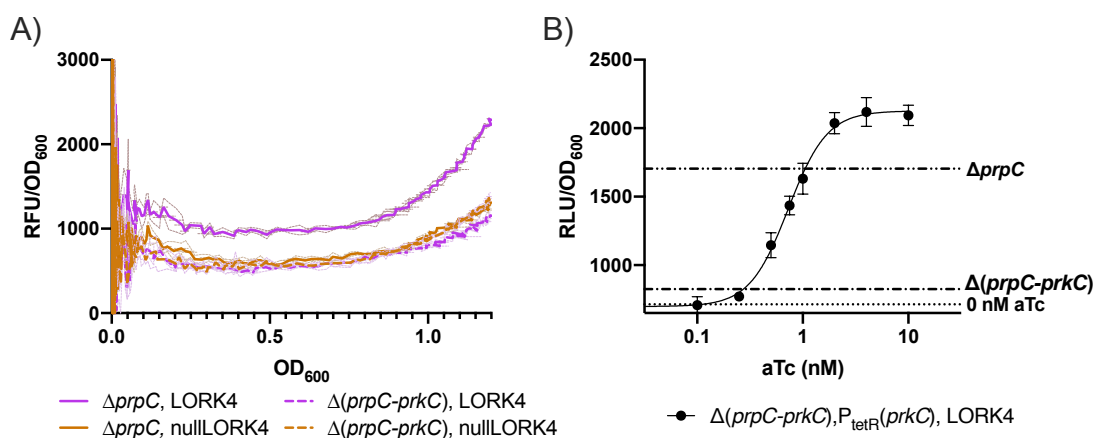 A)
B)
3000
2000
1000
0
RFU/OD600
0.0
0.5
1.0
OD600
ΔprpC, LORK4
Δ(prpC-prkC), LORK4
ΔprpC, nullLORK4
Δ(prpC-prkC), nullLORK4
2000
1500
1000
RLU/OD600
ΔprpC
Δ(prpC-prkC)
0 nM aTc
0.1
1
10
aTc (nM)
Δ(prpC-prkC),PtetR(prkC), LORK4